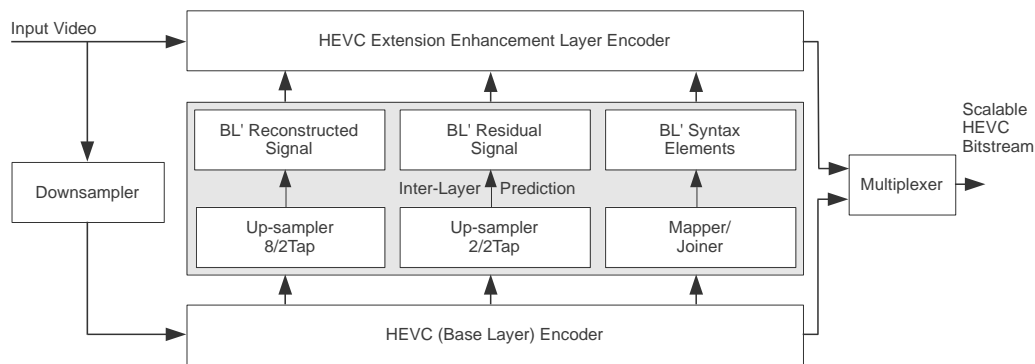 Input Video
HEVC Extension Enhancement Layer Encoder
BL' Reconstructed
Signal
BL' Residual
Signal
BL' Syntax
Elements
Scalable
HEVC
Bitstream
Downsampler
Inter-Layer Prediction
Multiplexer
Up-sampler
8/2Tap
Up-sampler
2/2Tap
Mapper/
Joiner
HEVC (Base Layer) Encoder